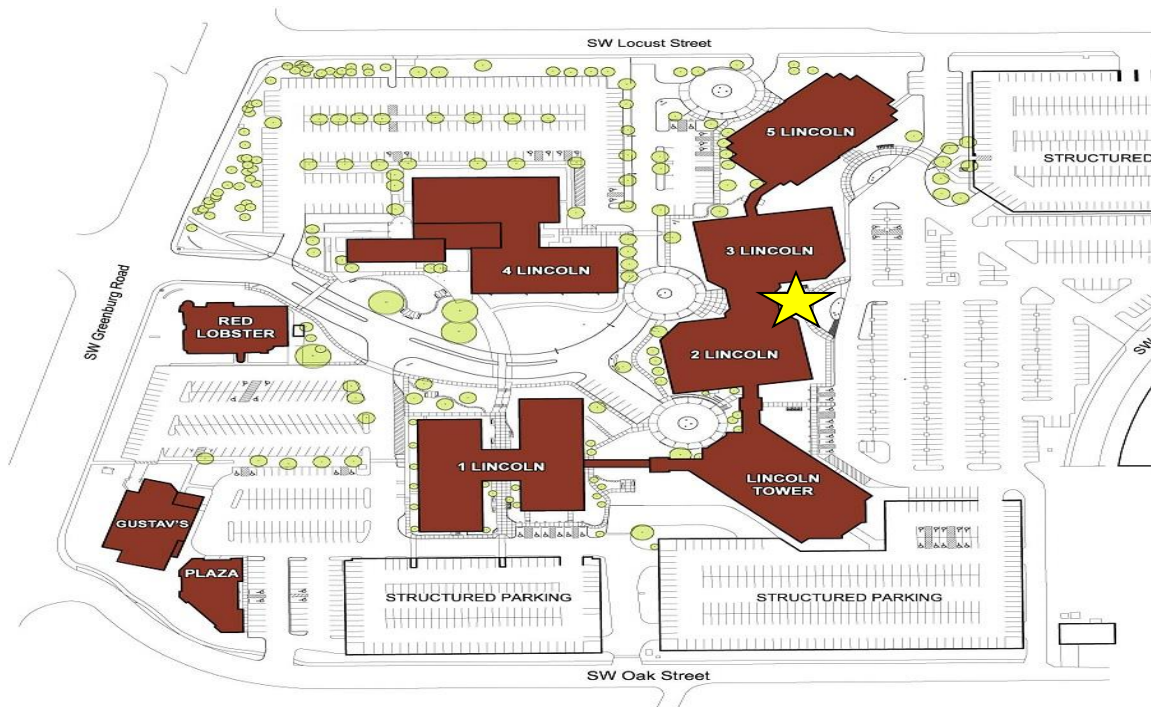 SW Locust Street
5 LINCOLN
STRUCTURED
3 LINCOLN
4 LINCOLN
SW Greenburg Road
RED
LOBSTER
2 LINCOLN
SW
1 LINCOLN
LINCOLN
TOWER
GUSTAV'S
PLAZA
STRUCTURED PARKING
STRUCTURED PARKING
SW Oak Street